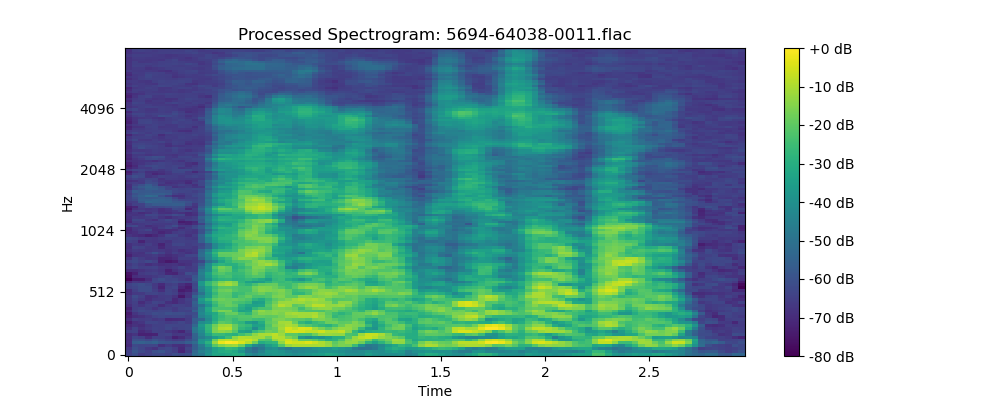 Processed Spectrogram: 5694-64038-0011.flac
Hz
4096
2048
1024
512
0
0 0.5 1 1.5 2 2.5
Time
+0 dB
-10 dB
-20 dB
-30 dB
-40 dB
-50 dB
-60 dB
-70 dB
-80 dB